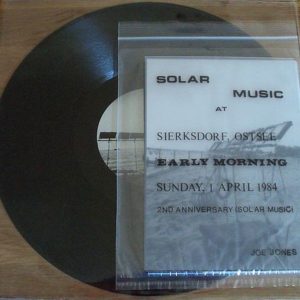 SOLAR
MUSIC
AT
SIERKSDORF, OSTSEE
EARLY MORNING
SUNDAY, 1 APRIL 1984
2ND ANNIVERSARY (SOLAR MUSIC)
JOE JONES